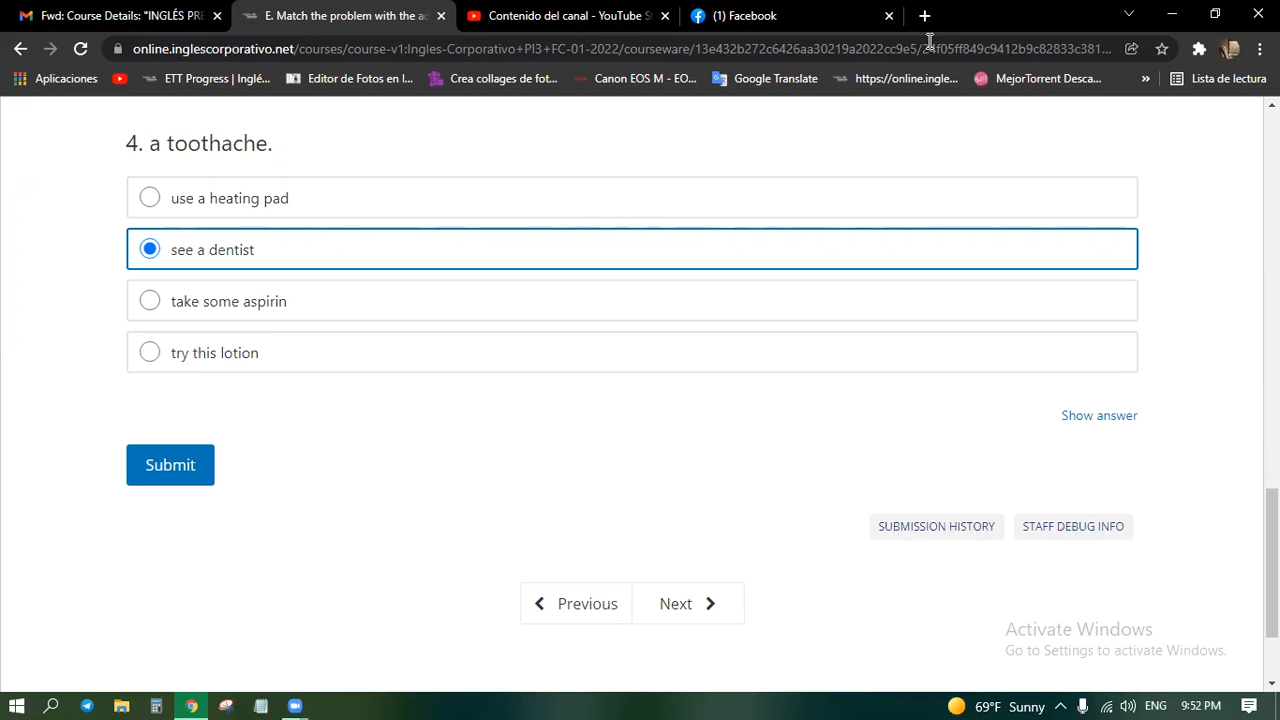 Fwd: Course Details: "INGLÉS PRE
E. Match the problem with the ad
Contenido del canal - YouTube S
(1) Facebook
online.inglescorporativo.net/courses/course-v1:Ingles-Corporativo+PI3+FC-01-2022/courseware/13e432b272c6426aa30219a2022cc9e5/
Aplicaciones
ETT Progress | Inglé...
Editor de Fotos en l...
Crea collages de fot...
Canon EOS M - EO...
Google Translate
https://online.ingle...
MejorTorrent Desca...
»
Lista de lectura
4. a toothache.
use a heating pad
see a dentist
take some aspirin
try this lotion
Show answer
Submit
SUBMISSION HISTORY
STAFF DEBUG INFO
Previous
Next
Activate Windows
Go to Settings to activate Windows.
69°F Sunny
ENG
9:52 PM